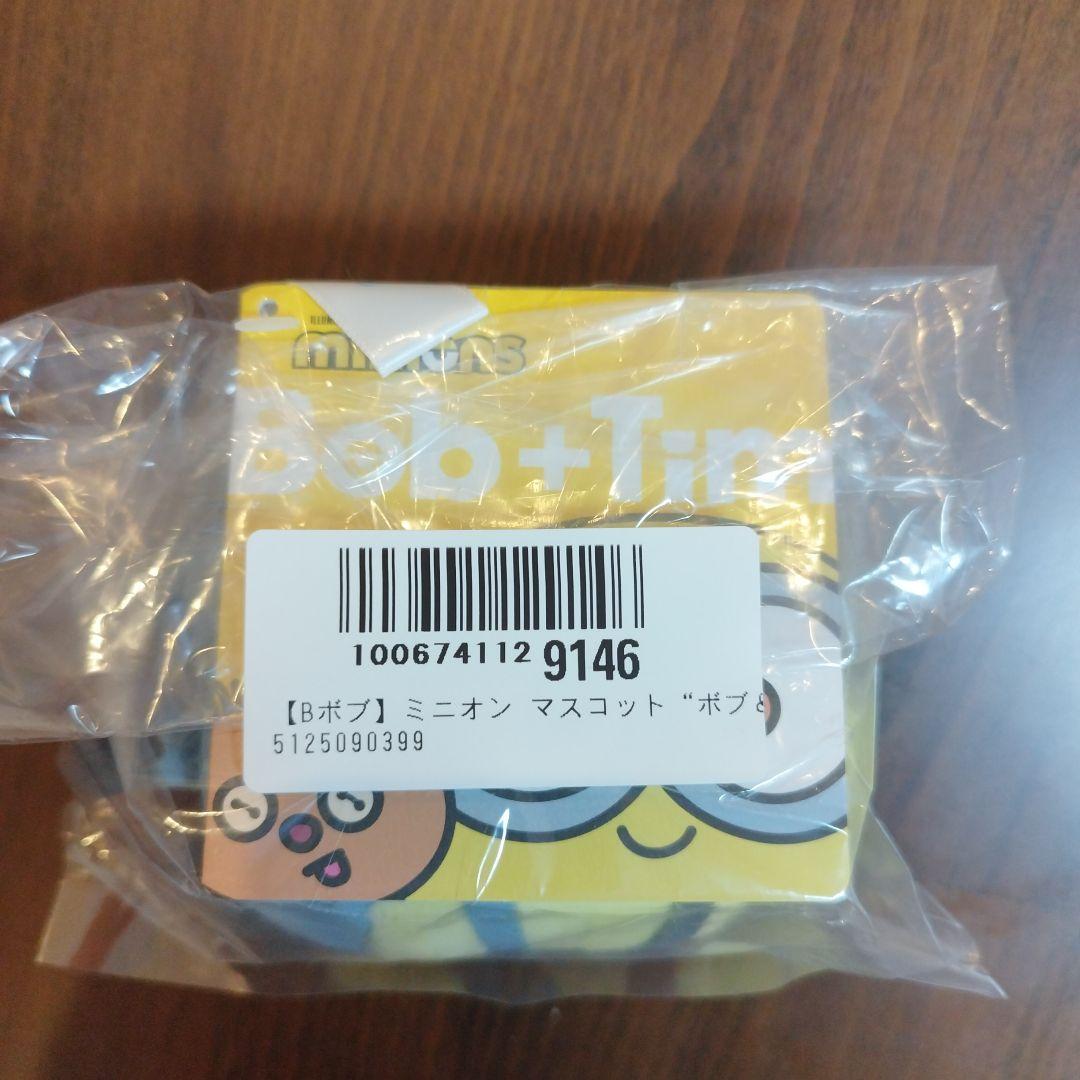 MINIONS
Bob+Tim
100674112 9146
【Bボブ】ミニオン マスコット “ボブ&
5125090399